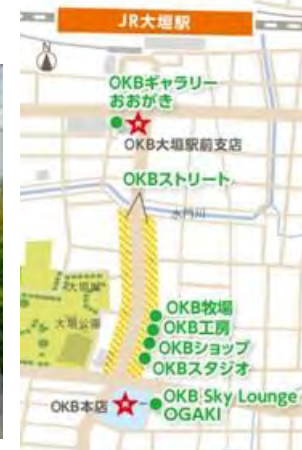 JR大垣駅
N
OKBギャラリー
おおがき
OKB大垣駅前支店
OKBストリート
水門川
大垣城
大垣公園
OKB牧場
OKB工房
OKBショップ
OKBスタジオ
OKB Sky Lounge
OGAKI
OKB本店